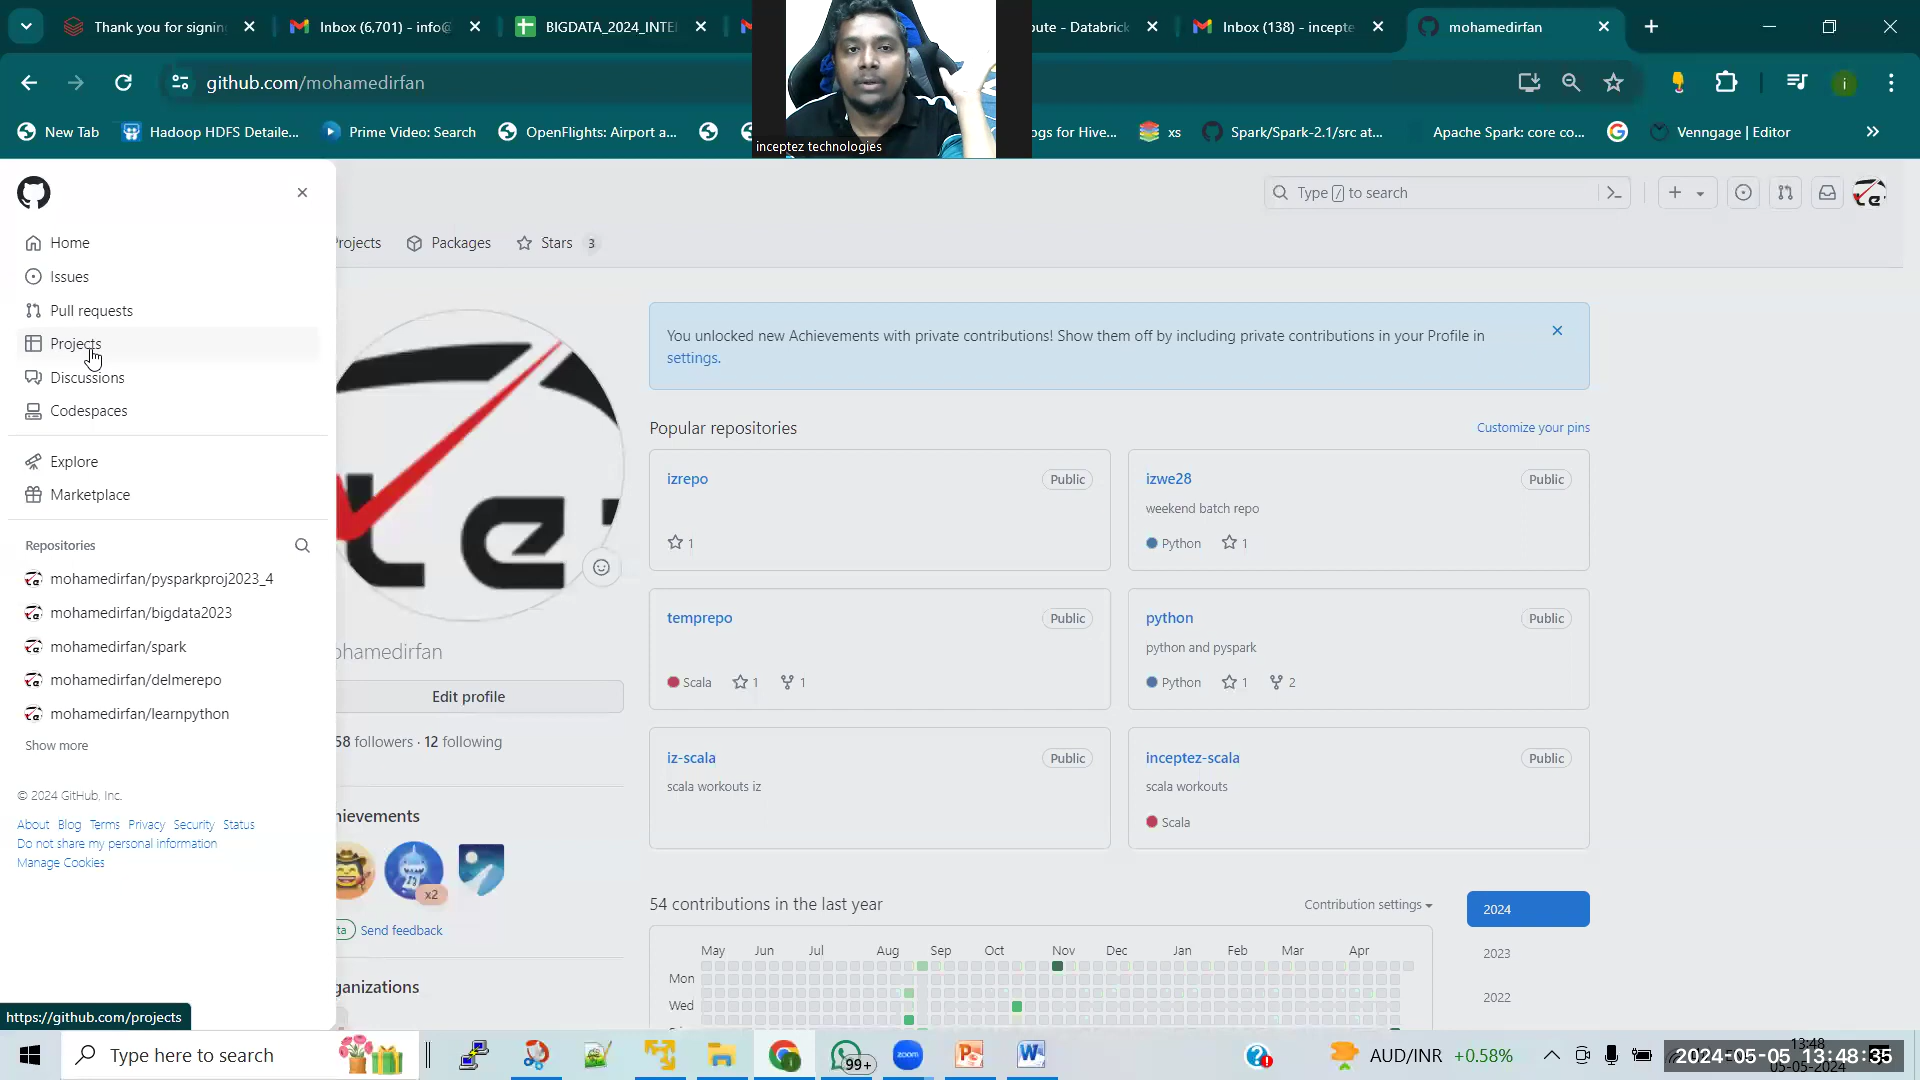 Thank you for signin
Inbox (6,701) - info@
BIGDATA_2024_INTE
oute - Databrick
Inbox (138) - incepte
mohamedirfan
github.com/mohamedirfan
New Tab
Hadoop HDFS Detaile...
Prime Video: Search
OpenFlights: Airport a...
ogs for Hive...
xs
Spark/Spark-2.1/src at...
Apache Spark: core co...
Venngage | Editor
inceptez technologies
Type / to search
Home
Issues
Pull requests
Projects
Discussions
Codespaces
Explore
Marketplace
Repositories
mohamedirfan/pysparkproj2023_4
mohamedirfan/bigdata2023
mohamedirfan/spark
mohamedirfan/delmerepo
mohamedirfan/learnpython
Show more
© 2024 GitHub, Inc.
About Blog Terms Privacy Security Status
Do not share my personal information
Manage Cookies
https://github.com/projects
rojects
Packages
Stars 3
ohamedirfan
Edit profile
58 followers · 12 following
hievements
x2
ta Send feedback
ganizations
You unlocked new Achievements with private contributions! Show them off by including private contributions in your Profile in
settings.
Popular repositories
Customize your pins
izrepo Public
1
izwe28 Public
weekend batch repo
Python 1
temprepo Public
Scala 1 1
python Public
python and pyspark
Python 1 2
iz-scala Public
scala workouts iz
inceptez-scala Public
scala workouts
Scala
54 contributions in the last year
Contribution settings
2024
2023
2022
May Jun Jul Aug Sep Oct Nov Dec Jan Feb Mar Apr
Mon
Wed
Type here to search
99+
zoom
AUD/INR +0.58%
13:48
05-05-2024
2024-05-05 13:48:35